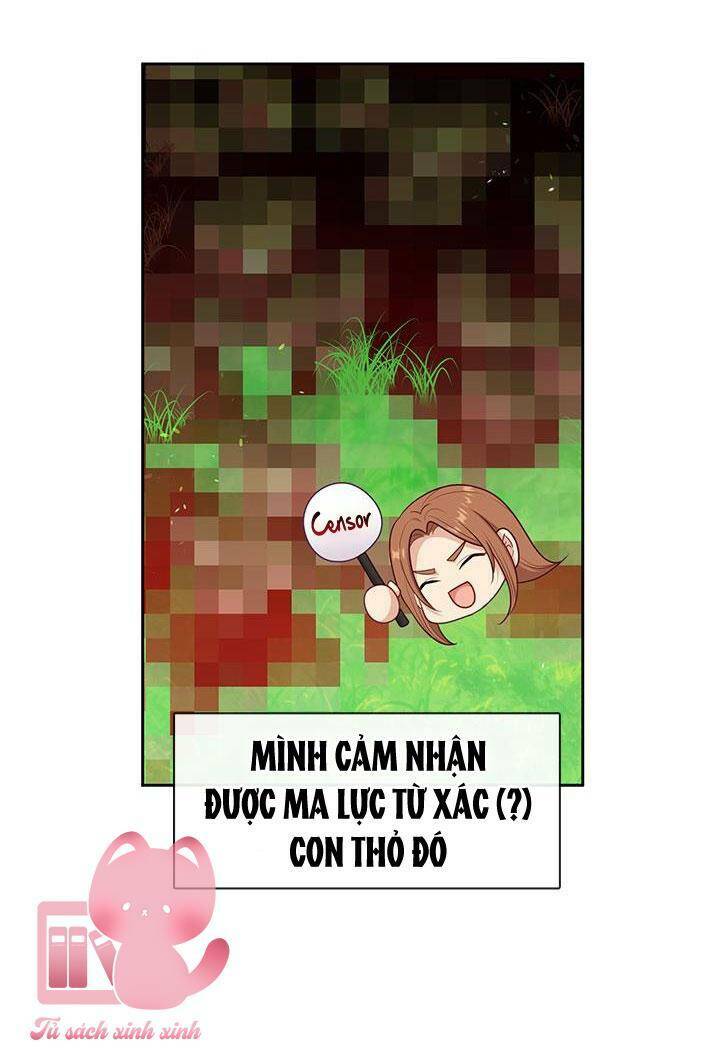 Censor
MÌNH CẢM NHẬN
ĐƯỢC MA LỰC TỪ XÁC (?)
CON THỎ ĐÓ
Tủ sách xinh xinh